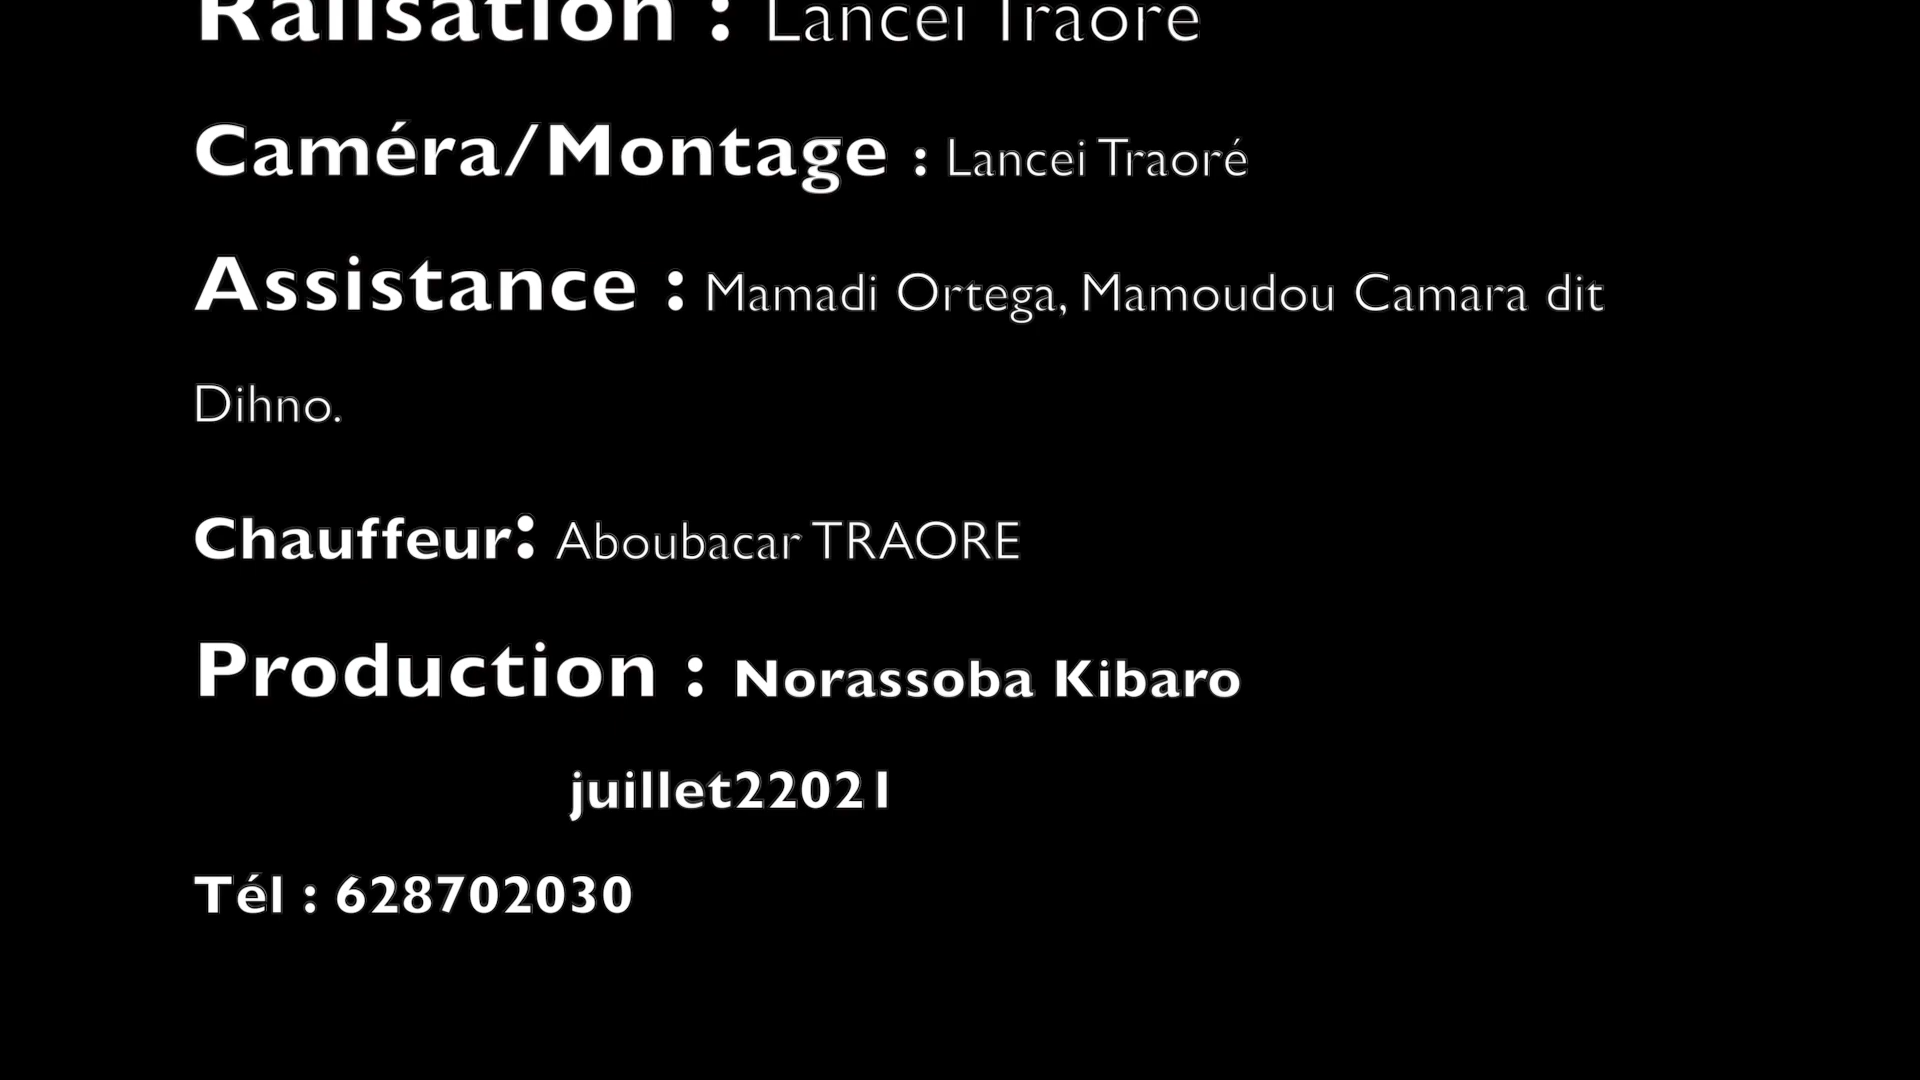 Ralisation : Lancei Traore
Caméra/Montage : Lancei Traoré
Assistance : Mamadi Ortega, Mamoudou Camara dit
Dihno.
Chauffeur: Aboubacar TRAORE
Production : Norassoba Kibaro
juillet22021
Tél : 628702030